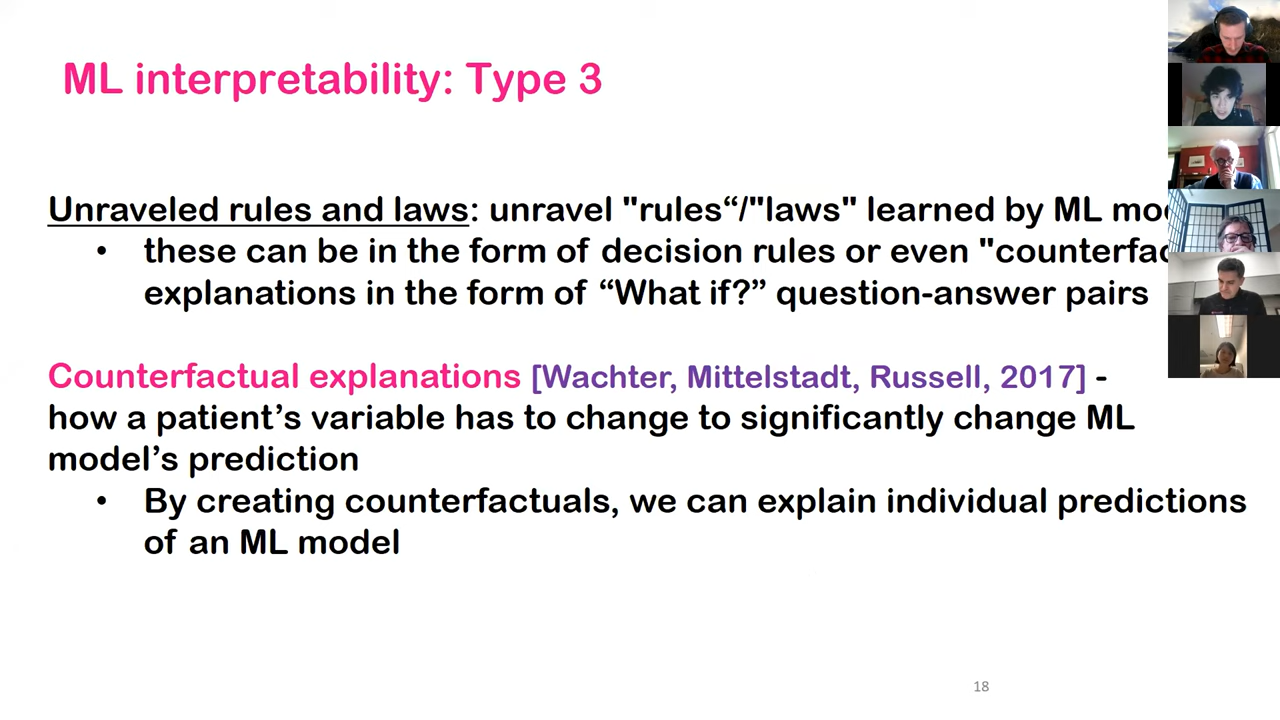 ML interpretability: Type 3
Unraveled rules and laws: unravel "rules“/"laws" learned by ML
• these can be in the form of decision rules or even
explanations in the form of “What if?” question-answer pairs
Counterfactual explanations [Wachter, Mittelstadt, Russell, 2017] -
how a patient’s variable has to change to significantly change ML
model’s prediction
• By creating counterfactuals, we can explain individual predictions
of an ML model
18